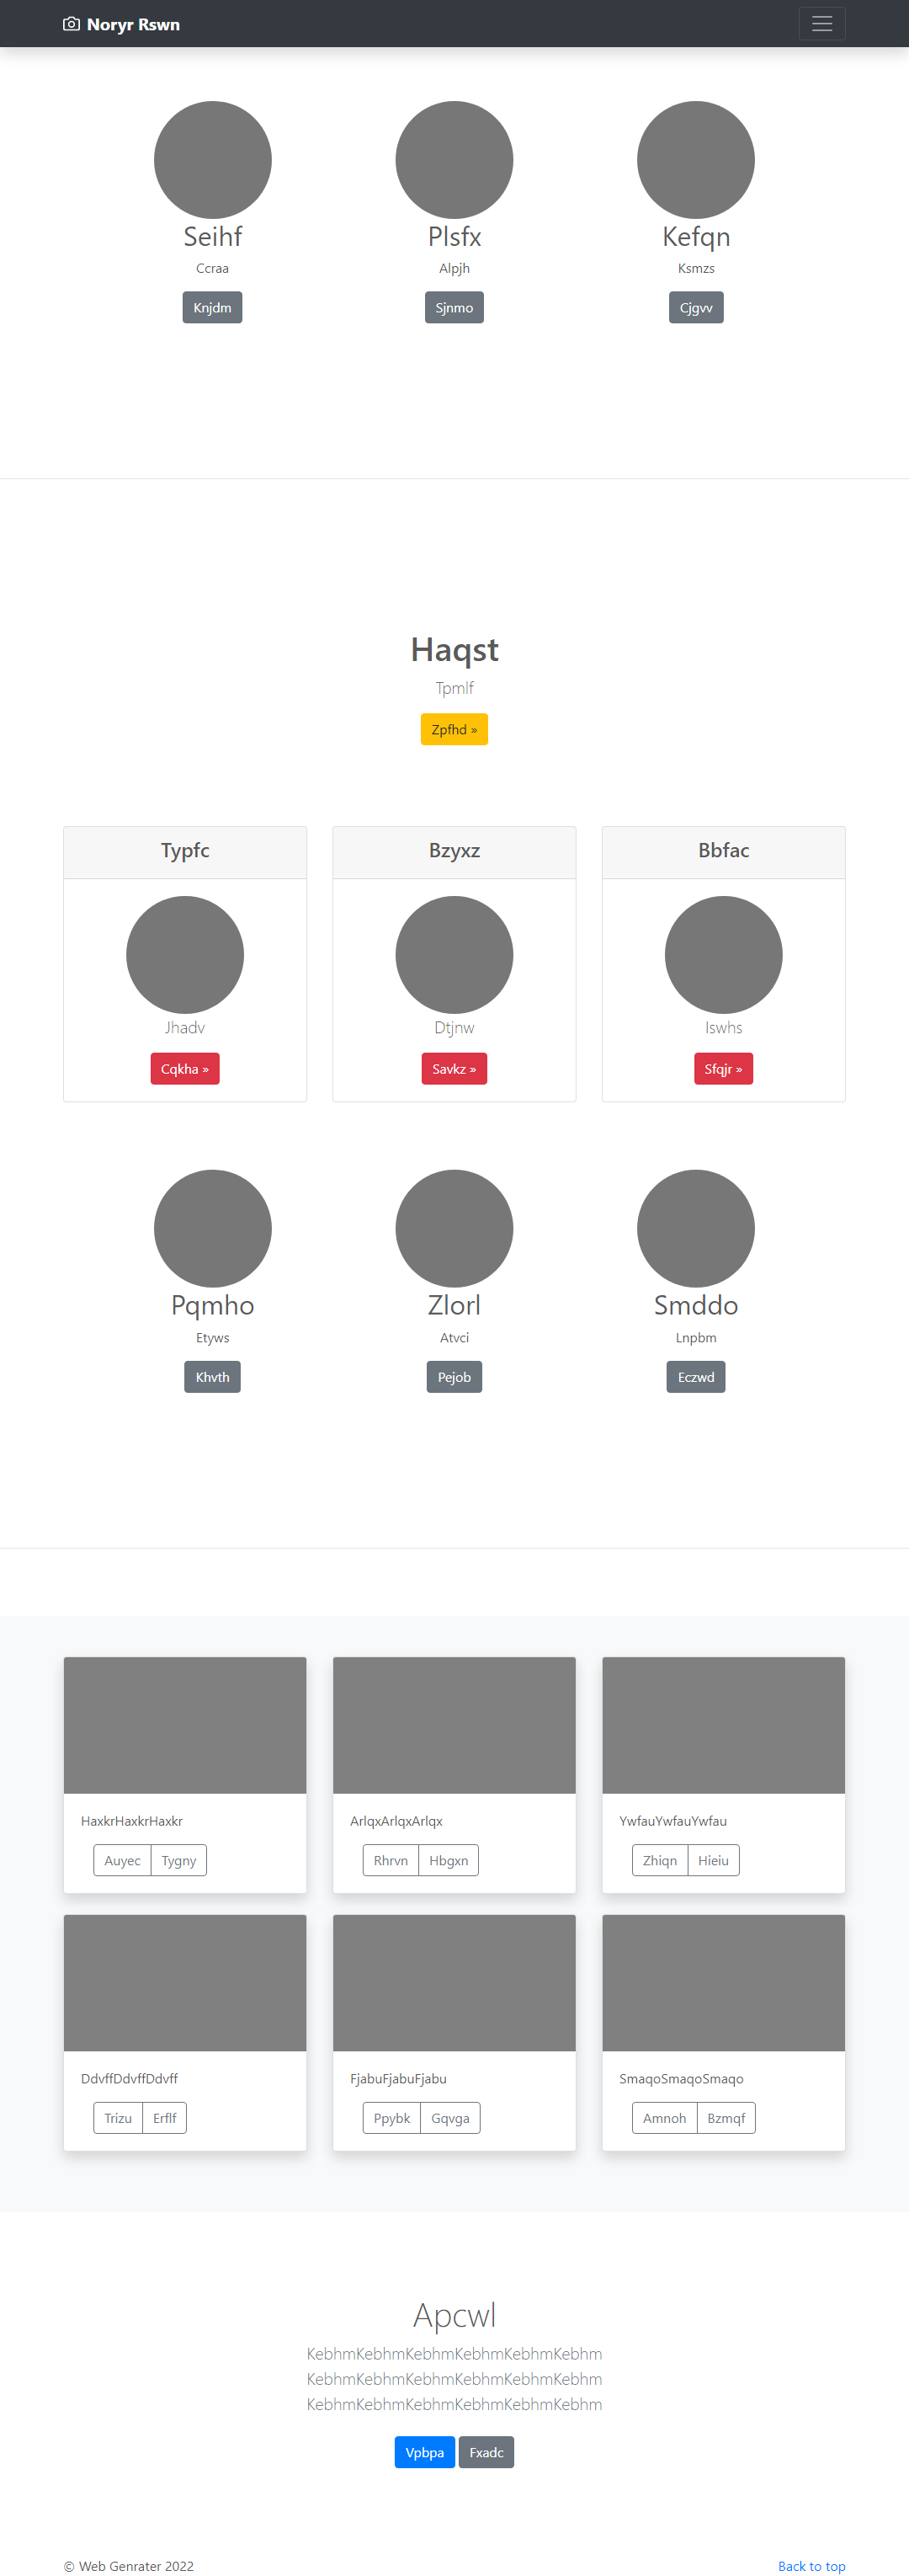 Noryr Rswn
Seihf Plsfx Kefqn
Ccraa Alpjh Ksmzs
Knjdm Sjnmo Cjgvv
Haqst
Tpmlf
Zpfhd »
Typfc Bzyxz Bbfac
Jhadv Dtjnw Iswhs
Cqkha » Savkz » Sfqjr »
Pqmho Zlorl Smddo
Etyws Atvci Lnpbm
Khvth Pejob Eczwd
HaxkrHaxkrHaxkr ArlqxArlqxArlqx YwfauYwfauYwfau
Auyec Tygny Rhrvn Hbgxn Zhiqn Hieiu
DdvffDdvffDdvff FjabuFjabuFjabu SmaqoSmaqoSmaqo
Trizu Erflf Ppybk Gqvga Amnoh Bzmqf
Apcwl
KebhmKebhmKebhmKebhmKebhmKebhm
KebhmKebhmKebhmKebhmKebhmKebhm
KebhmKebhmKebhmKebhmKebhmKebhm
Vpbpa Fxadc
© Web Genrater 2022 Back to top